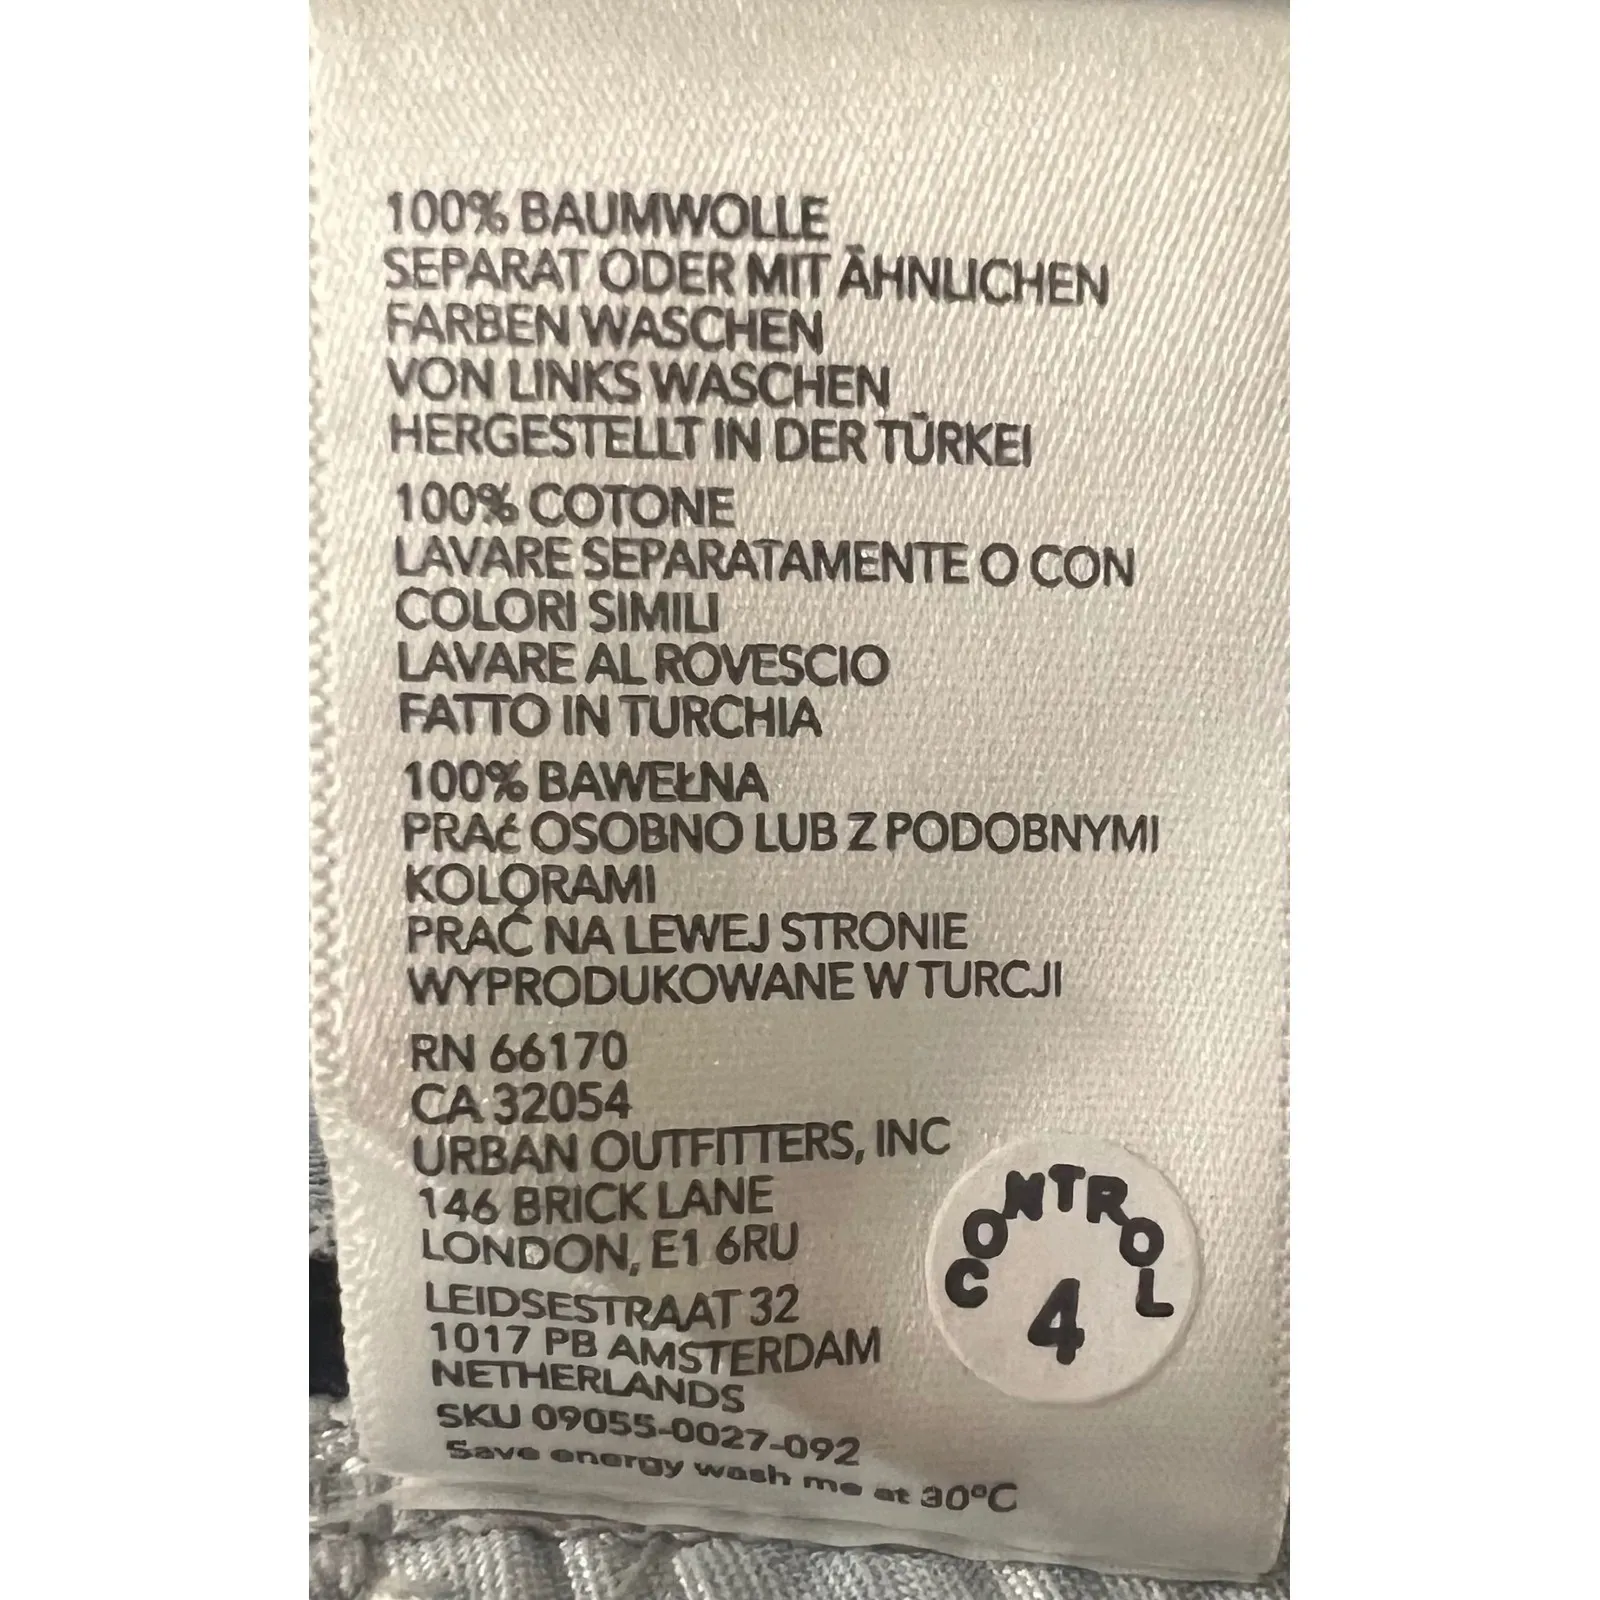 100% BAUMWOLLE
SEPARAT ODER MIT ÄHNLICHEN
FARBEN WASCHEN
VON LINKS WASCHEN
HERGESTELLT IN DER TÜRKEI
100% COTONE
LAVARE SEPARATAMENTE O CON
COLORI SIMILI
LAVARE AL ROVESCIO
FATTO IN TURCHIA
100% BAWEŁNA
PRAć OSOBNO LUB Z PODOBNYMI
KOLORAMI
PRAĆ NA LEWEJ STRONIE
WYPRODUKOWANE W TURCJI
RN 66170
CA 32054
URBAN OUTFITTERS, INC
146 BRICK LANE
LONDON, E1 6RU
LEIDSESTRAAT 32
1017 PB AMSTERDAM
NETHERLANDS
SKU 09055-0027-092
Save energy wash me at 30°C
CONTROL
4